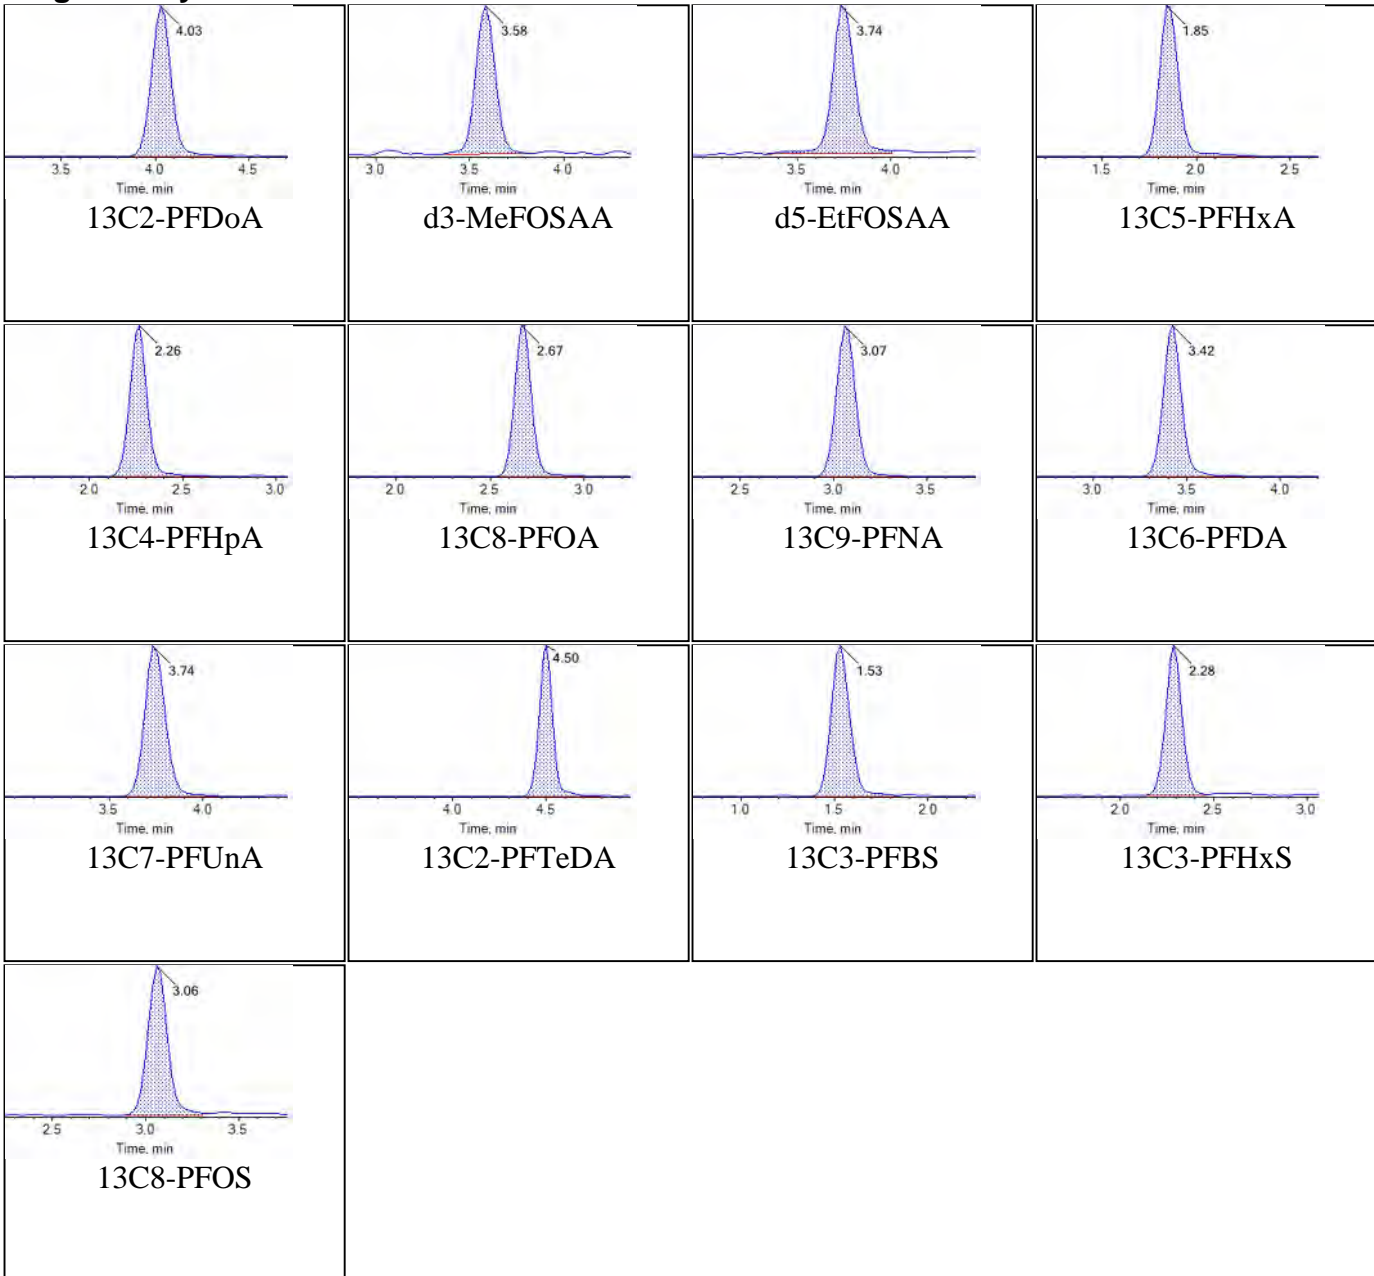 4.03
3.5 4.0 4.5
Time, min
13C2-PFDoA
3.58
3.0 3.5 4.0
Time, min
d3-MeFOSAA
3.74
3.5 4.0
Time, min
d5-EtFOSAA
1.85
1.5 2.0 2.5
Time, min
13C5-PFHxA
2.26
2.0 2.5 3.0
Time, min
13C4-PFHpA
2.67
2.0 2.5 3.0
Time, min
13C8-PFOA
3.07
2.5 3.0 3.5
Time, min
13C9-PFNA
3.42
3.0 3.5 4.0
Time, min
13C6-PFDA
3.74
3.5 4.0
Time, min
13C7-PFUnA
4.50
4.0 4.5
Time, min
13C2-PFTeDA
1.53
1.0 1.5 2.0
Time, min
13C3-PFBS
2.28
2.0 2.5 3.0
Time, min
13C3-PFHxS
3.06
2.5 3.0 3.5
Time, min
13C8-PFOS